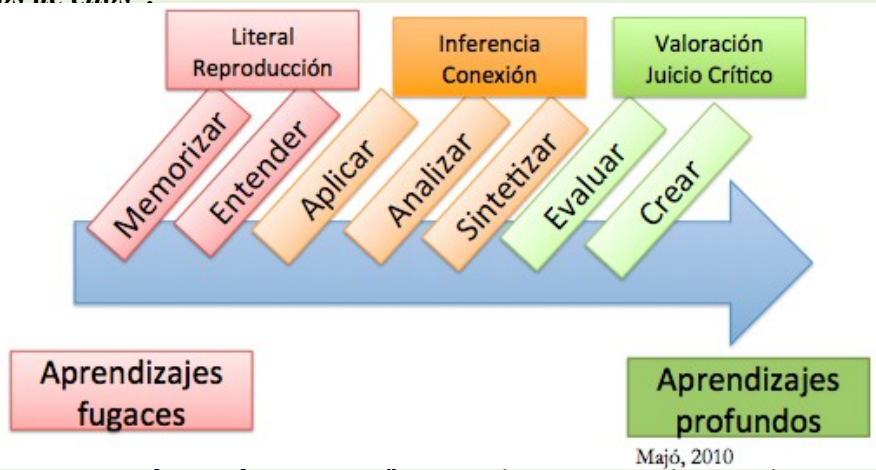 Literal
Reproducción
Inferencia
Conexión
Valoración
Juicio Crítico
Memorizar
Entender
Aplicar
Analizar
Sintetizar
Evaluar
Crear
Aprendizajes
fugaces
Aprendizajes
profundos
Majó, 2010